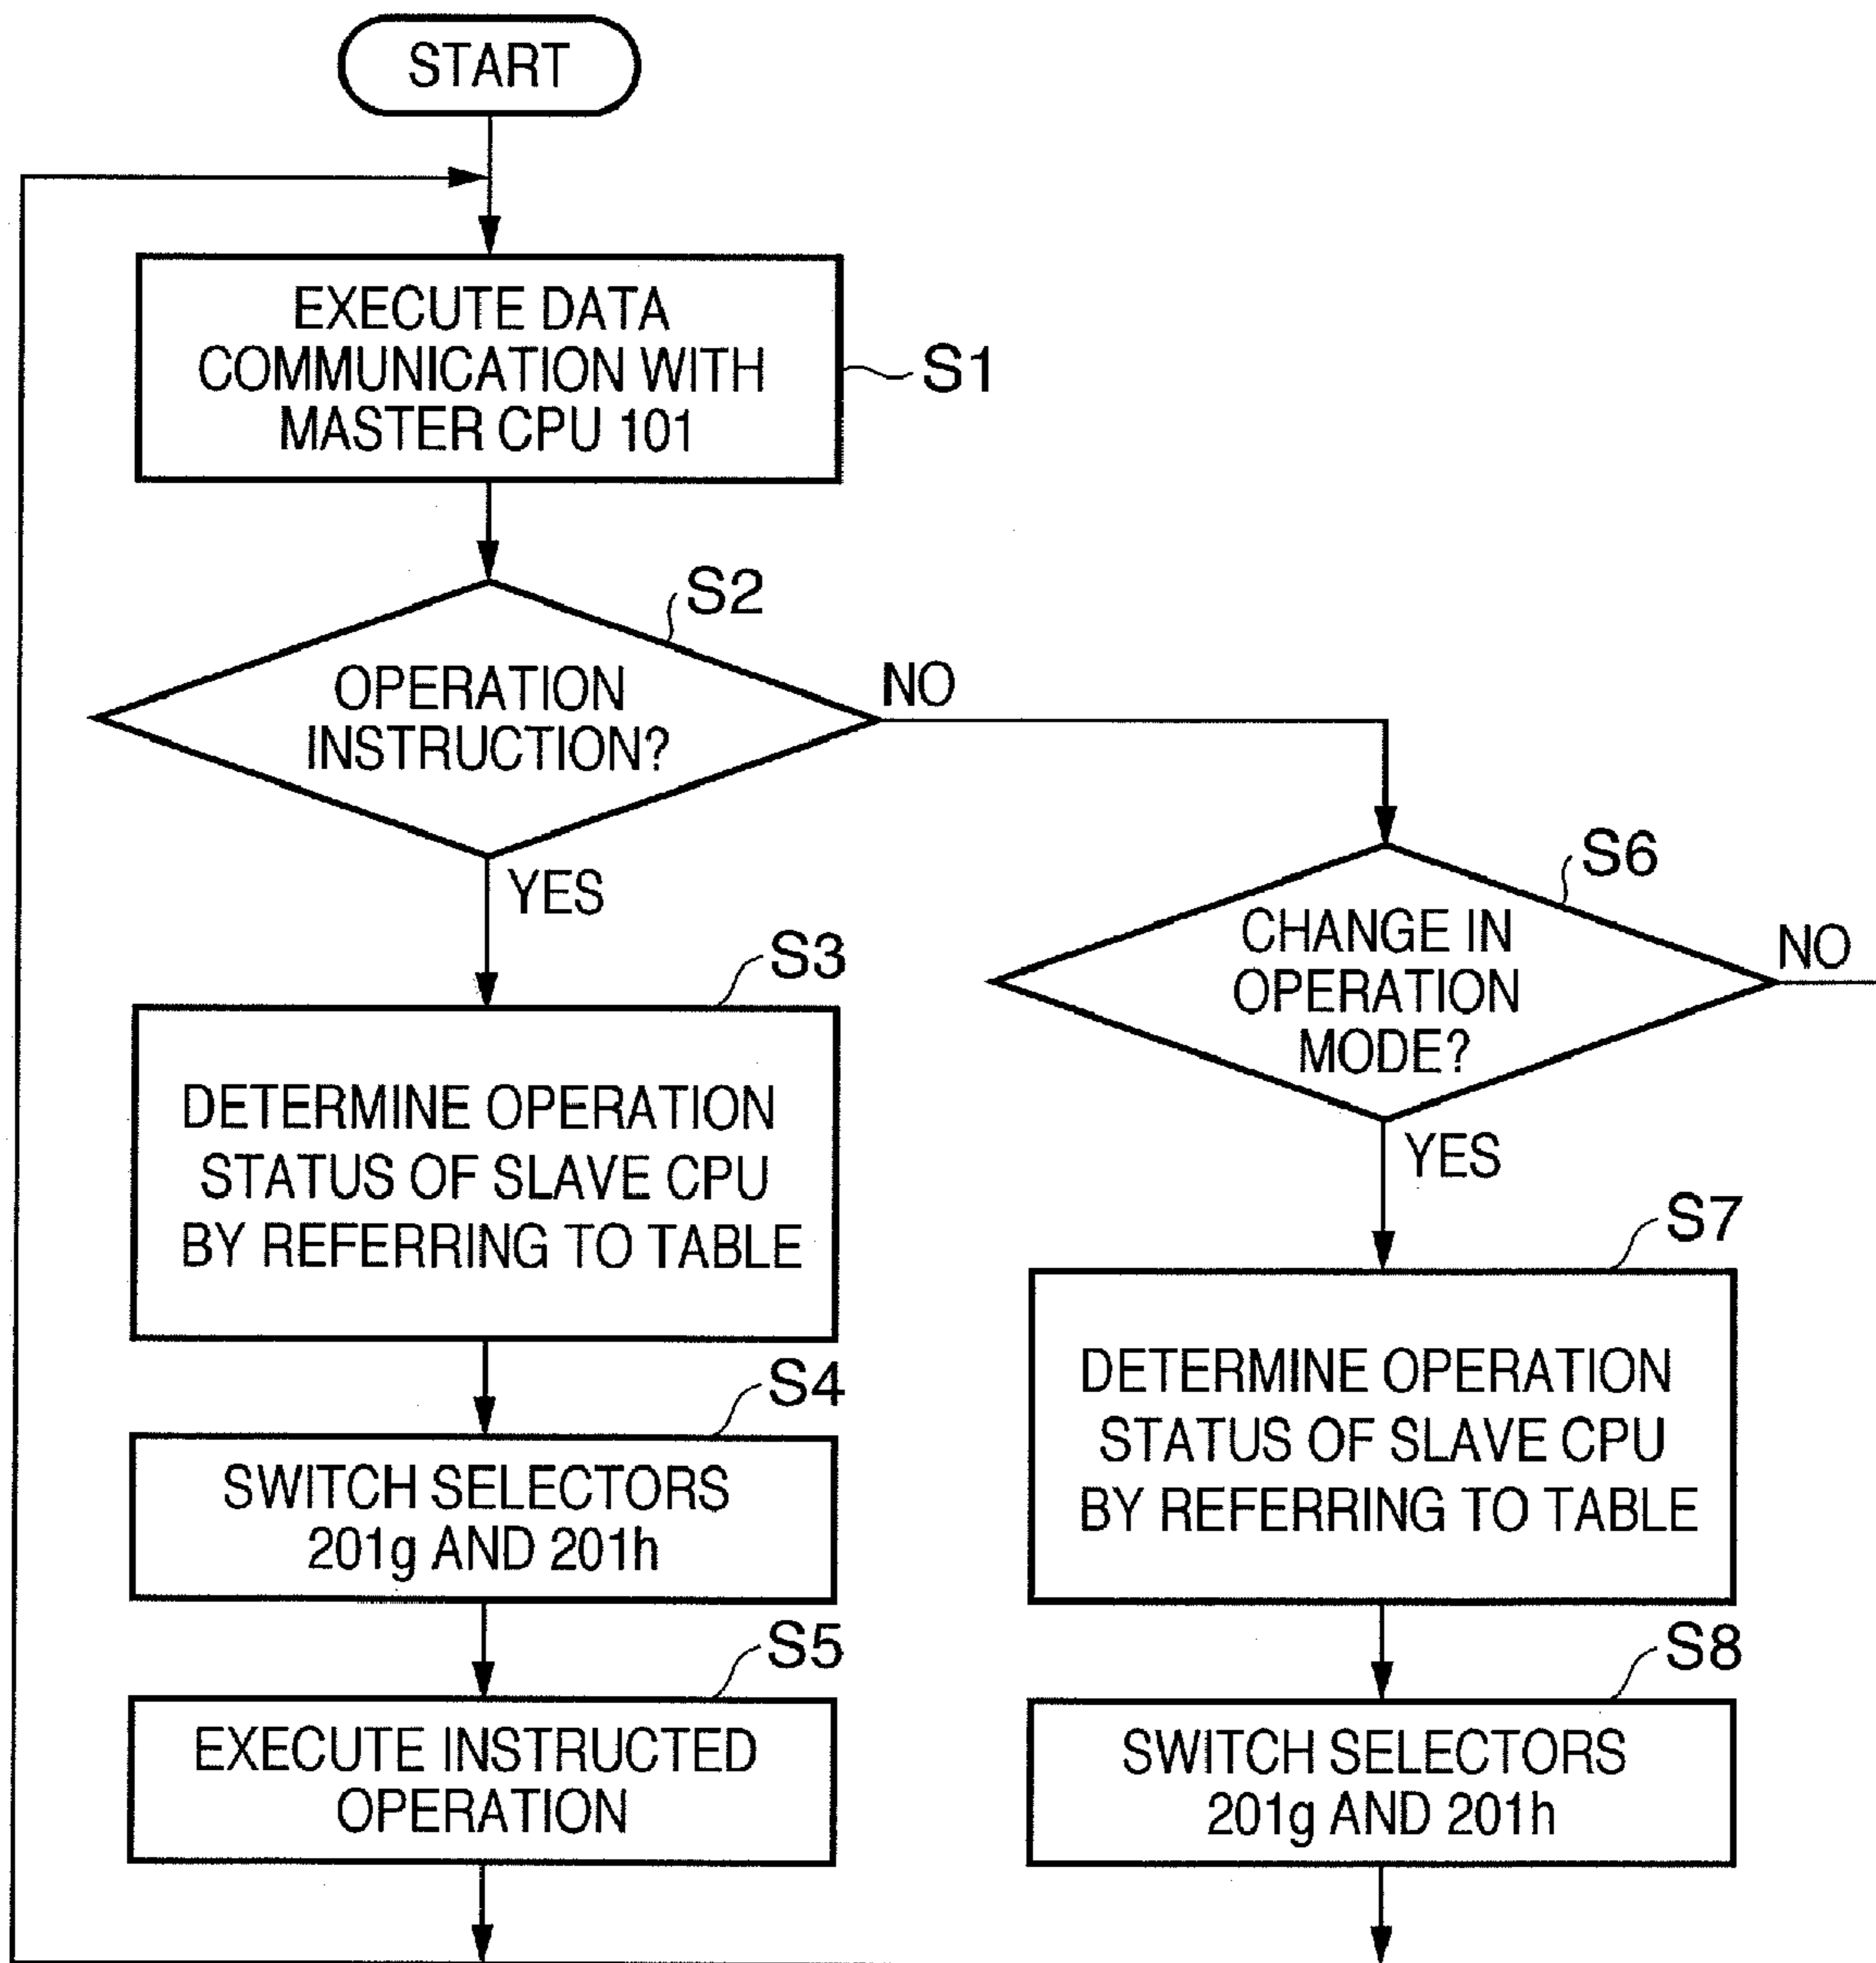 START
EXECUTE DATA
COMMUNICATION WITH
MASTER CPU 101
S1
S2
OPERATION
INSTRUCTION?
NO
YES
S3
DETERMINE OPERATION
STATUS OF SLAVE CPU
BY REFERRING TO TABLE
S4
SWITCH SELECTORS
201g AND 201h
S5
EXECUTE INSTRUCTED
OPERATION
S6
CHANGE IN
OPERATION
MODE?
NO
YES
S7
DETERMINE OPERATION
STATUS OF SLAVE CPU
BY REFERRING TO TABLE
S8
SWITCH SELECTORS
201g AND 201h